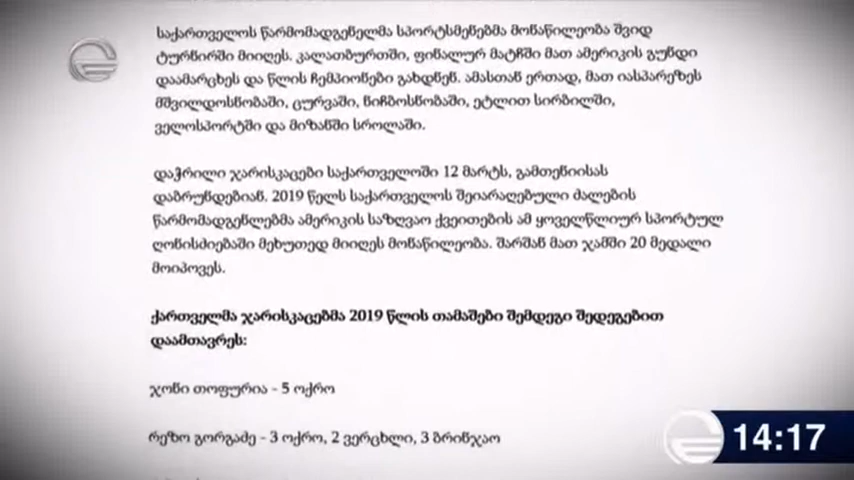 საქართველოს წარმომადგენელმა სპორტსმენებმა მონაწილეობა შვიდ
ტურნირში მიიღეს. კალათბურთში, ფინალურ მატჩში მათ ამერიკის გუნდი
დაამარცხეს და წლის ჩემპიონები გახდნენ. ამასთან ერთად, მათ იასპარეზეს
მშვილდოსნობაში, ცურვაში, ნიჩბოსნობაში, ეტლით სირბილში,
ველოსპორტში და მიზანში სროლაში.
დაჭრილი ჯარისკაცები საქართველოში 12 მარტს, გამთენიისას
დაბრუნდებიან. 2019 წელს საქართველოს შეიარაღებული ძალების
წარმომადგენლებმა ამერიკის საზღვაო ქვეითების ამ ყოველწლიურ სპორტულ
ღონისძიებაში მეხუთედ მიიღეს მონაწილეობა. შარშან მათ ჯამში 20 მედალი
მოიპოვეს.
ქართველმა ჯარისკაცებმა 2019 წლის თამაშები შემდეგი შედეგებით
დაამთავრეს:
ჯონი თოფურია - 5 ოქრო
რეზო გორგაძე - 3 ოქრო, 2 ვერცხლი, 3 ბრინჯაო
14:17